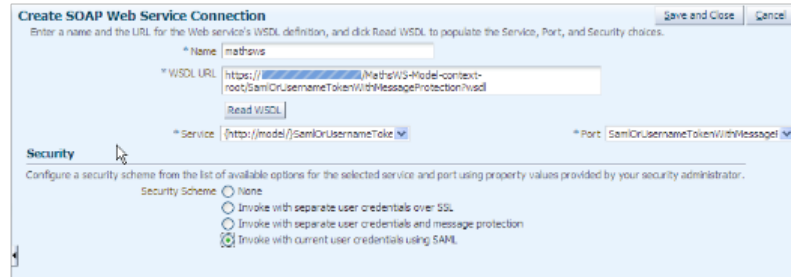 Create SOAP Web Service Connection
Save and Close Cancel
Enter a name and the URL for the Web service's WSDL definition, and click Read WSDL to populate the Service, Port, and Security choices.
* Name mathsws
* WSDL URL https:// /MathsWS-Model-context-
root/SamlOrUsernameTokenWithMessageProtection?wsdl
Read WSDL
* Service {http://model/}SamlOrUsernameToke * Port SamlOrUsernameTokenWithMessageP
Security
Configure a security scheme from the list of available options for the selected service and port using property values provided by your security administrator.
Security Scheme None
Invoke with separate user credentials over SSL
Invoke with separate user credentials and message protection
Invoke with current user credentials using SAML